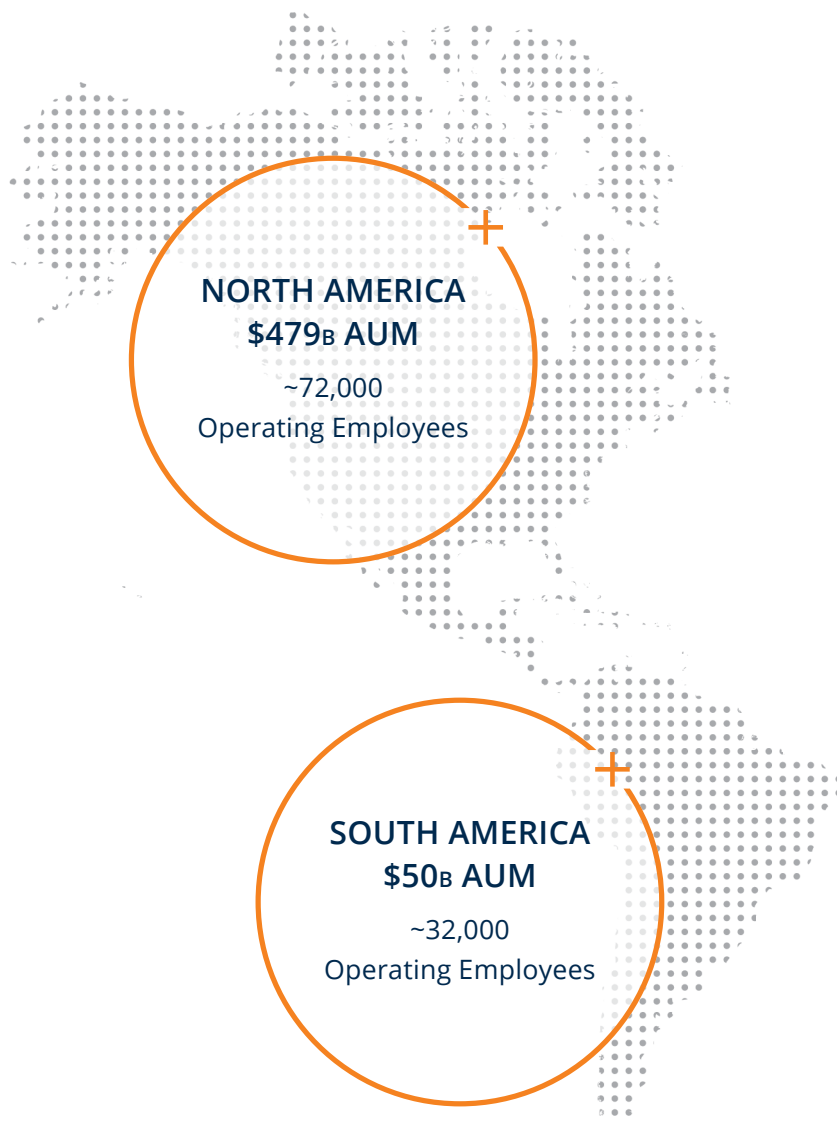 NORTH AMERICA
$479B AUM
~72,000
Operating Employees
SOUTH AMERICA
$50B AUM
~32,000
Operating Employees